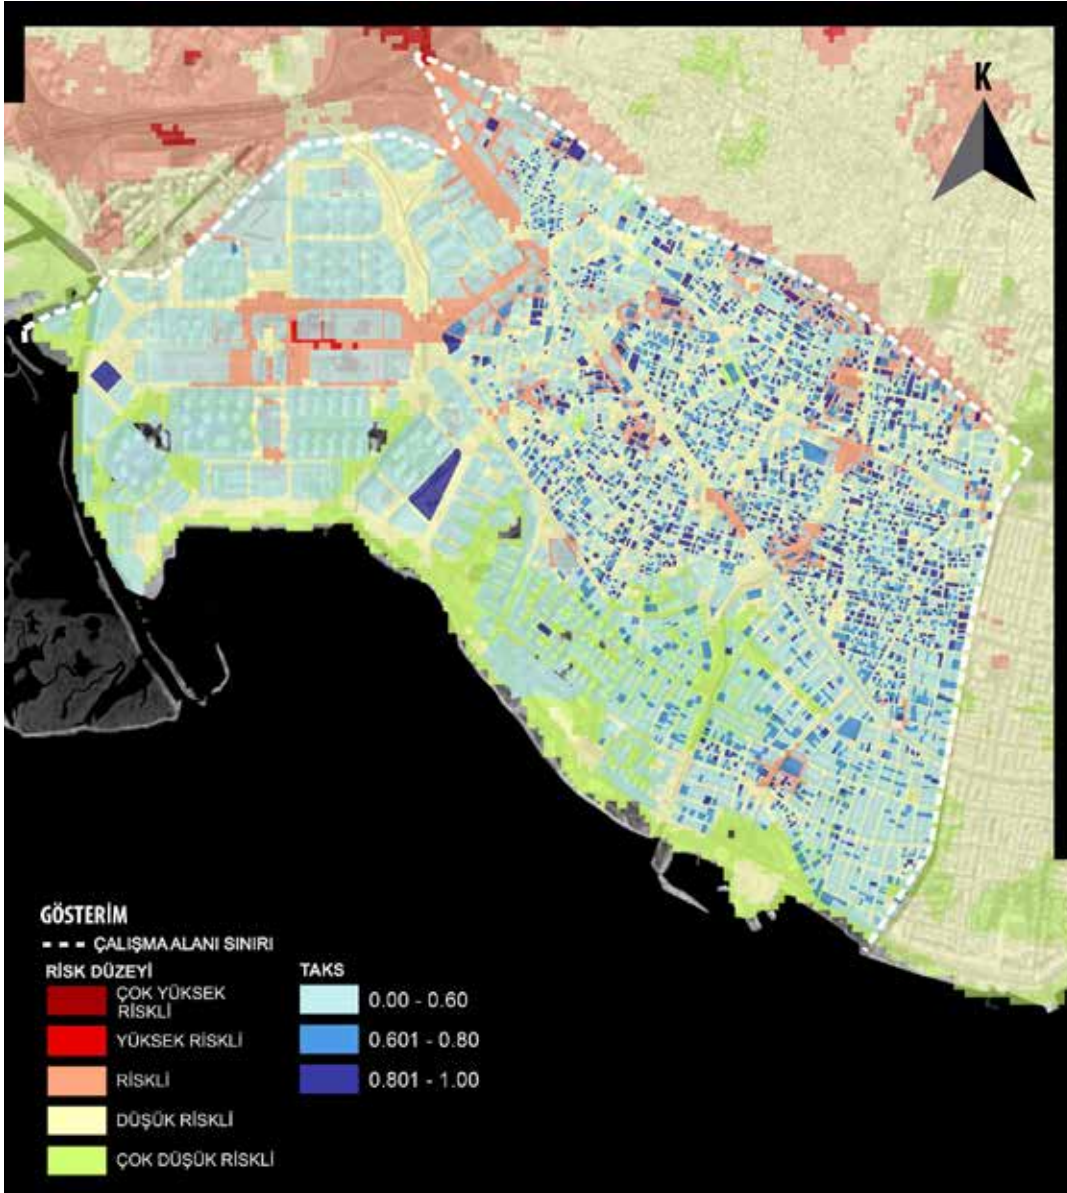 K
GÖSTERİM
ÇALIŞMA ALANI SINIRI
RİSK DÜZEYİ
ÇOK YÜKSEK
RİSKLİ
YÜKSEK RİSKLİ
RİSKLİ
DÜŞÜK RİSKLİ
ÇOK DÜŞÜK RİSKLİ
TAKS
0.00 - 0.60
0.601 - 0.80
0.801 - 1.00